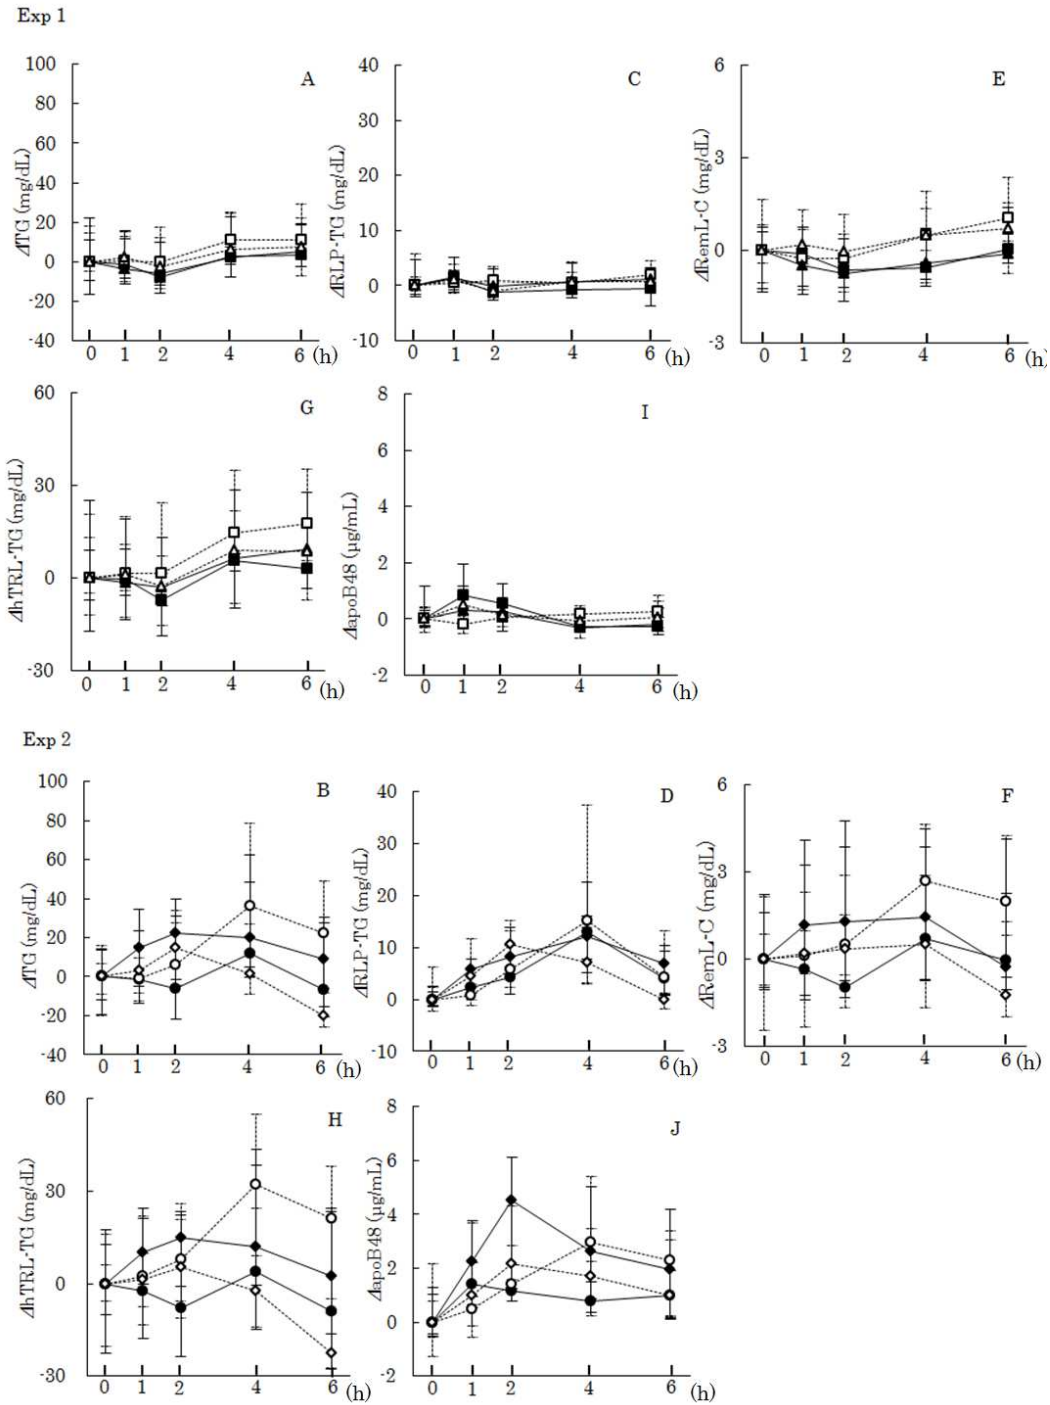 Exp 1
A
ΔTG (mg/dL)
100
80
60
40
20
0
-20
-40
0 1 2 4 6 (h)
C
ΔRLP-TG (mg/dL)
40
30
20
10
0
-10
0 1 2 4 6 (h)
E
ΔRemL-C (mg/dL)
6
3
0
-3
0 1 2 4 6 (h)
G
ΔhTRL-TG (mg/dL)
60
30
0
-30
0 1 2 4 6 (h)
I
ΔapoB48 (µg/mL)
8
6
4
2
0
-2
0 1 2 4 6 (h)
Exp 2
B
ΔTG (mg/dL)
100
80
60
40
20
0
-20
-40
0 1 2 4 6 (h)
D
ΔRLP-TG (mg/dL)
40
30
20
10
0
-10
0 1 2 4 6 (h)
F
ΔRemL-C (mg/dL)
6
3
0
-3
0 1 2 4 6 (h)
H
ΔhTRL-TG (mg/dL)
60
30
0
-30
0 1 2 4 6 (h)
J
ΔapoB48 (µg/mL)
8
6
4
2
0
-2
0 1 2 4 6 (h)